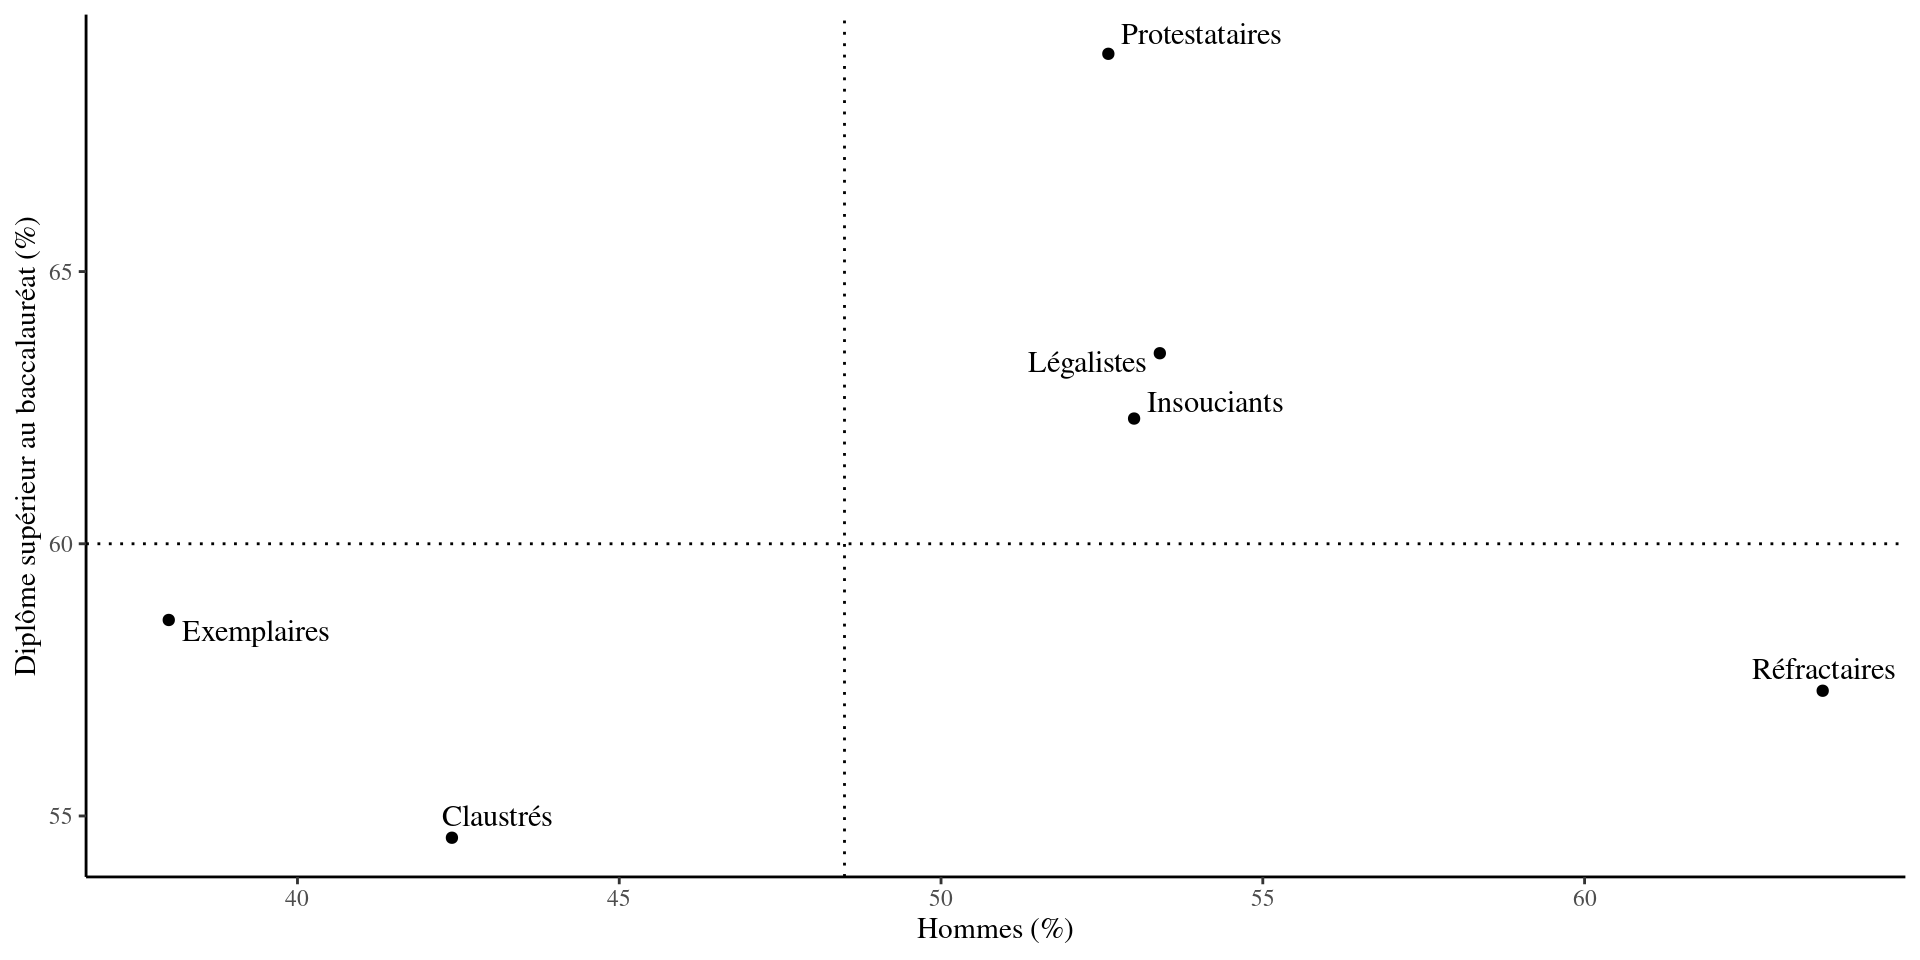 Protestataires
Diplôme supérieur au baccalauréat (%)
65
Légalistes
Insouciants
60
Exemplaires
Réfractaires
Claustrés
55
40
45
50
55
60
Hommes (%)